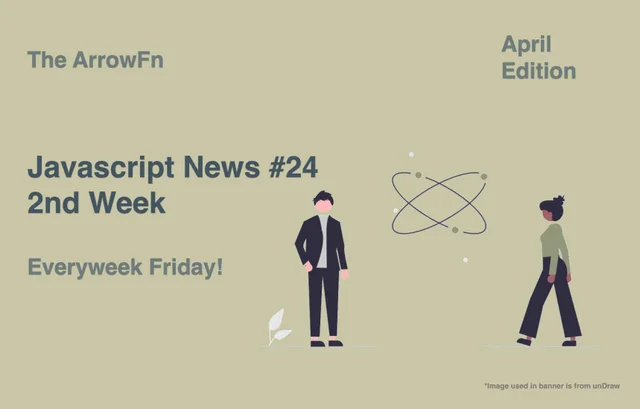 The ArrowFn
April
Edition
Javascript News #24
2nd Week
Everyweek Friday!
*Image used in banner is from unDraw